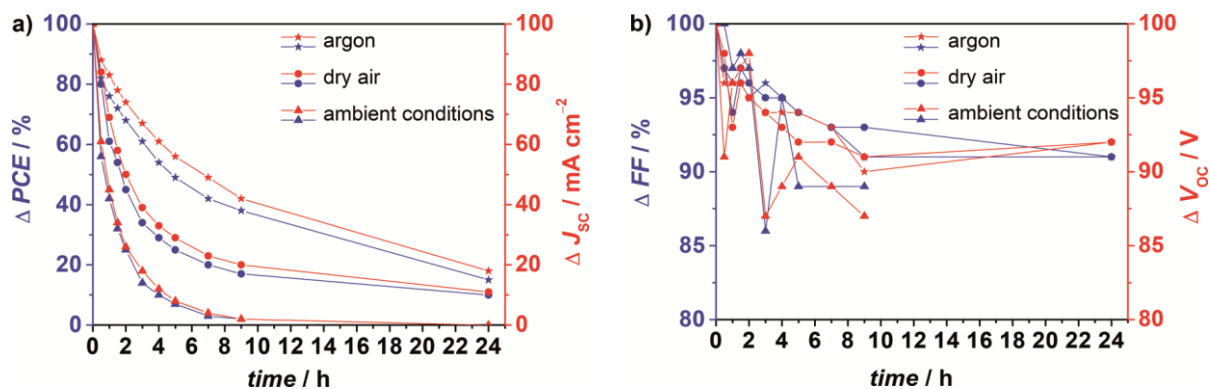 a)
Δ PCE / %
100
80
60
40
20
0
argon
dry air
ambient conditions
100
80
60
40
20
0
Δ J_SC / mA cm⁻²
0 2 4 6 8 10 12 14 16 18 20 22 24
time / h
b)
Δ FF / %
100
95
90
85
80
argon
dry air
ambient conditions
100
95
90
85
80
Δ V_OC / V
0 2 4 6 8 10 12 14 16 18 20 22 24
time / h